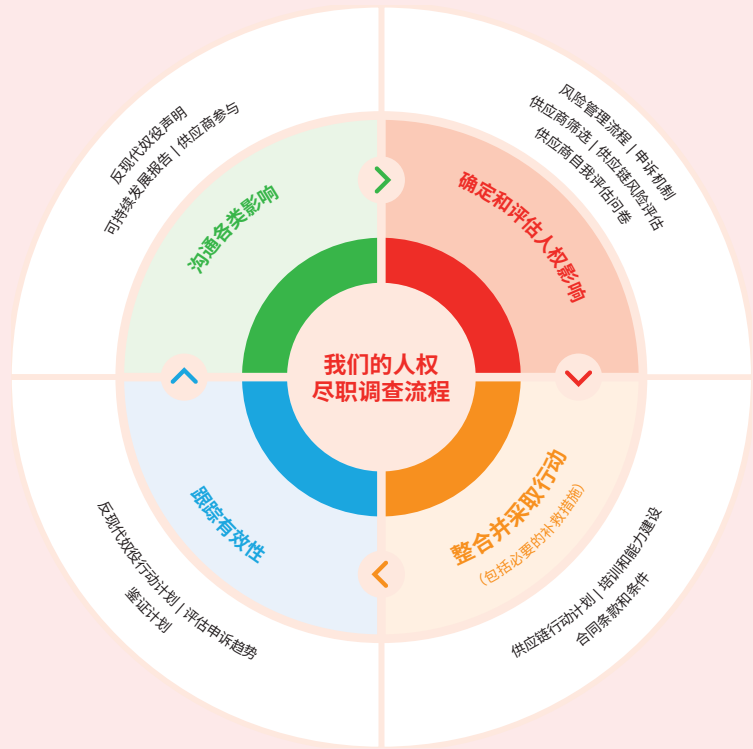 我们的人权
尽职调查流程
确定和评估人权影响
风险管理流程 | 申诉机制
供应商筛选 | 供应链风险评估
供应商自我评估问卷
整合并采取行动
（包括必要的补救措施）
供应链行动计划 | 培训和能力建设
合同条款和条件
跟踪有效性
反现代奴役行动计划 | 评估申诉趋势
鉴证计划
沟通各类影响
反现代奴役声明
可持续发展报告 | 供应商参与